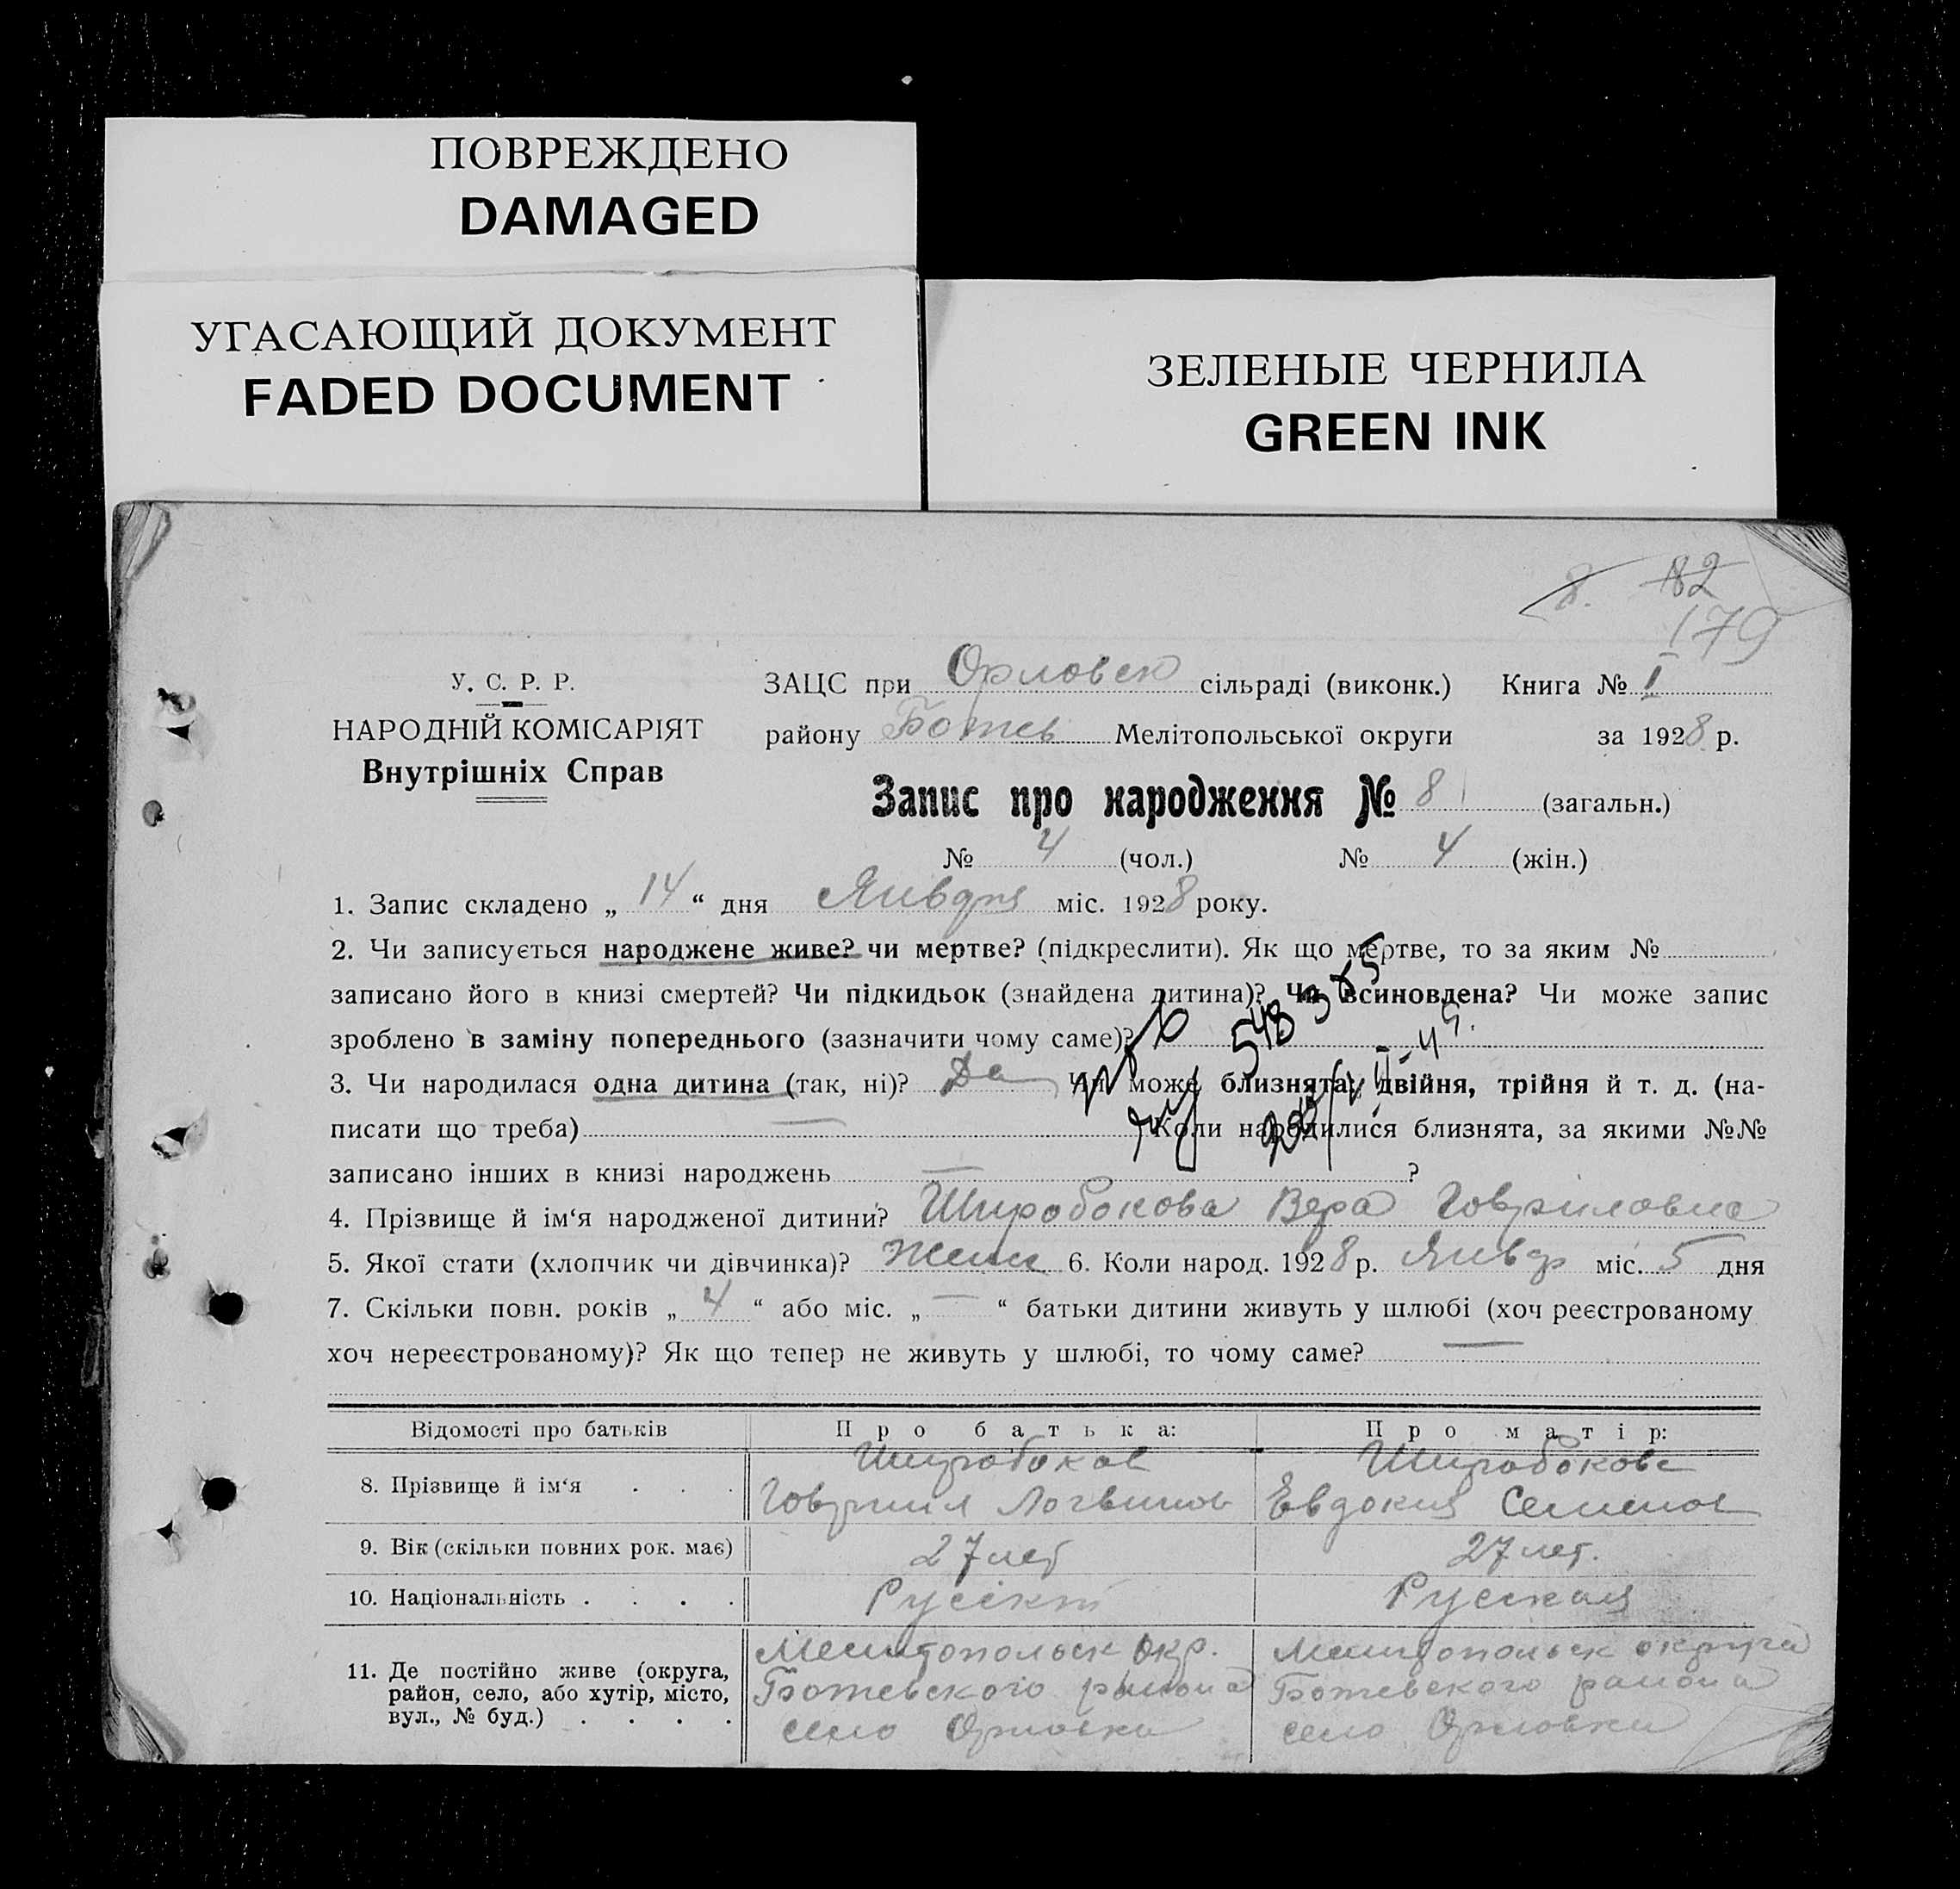 ПОВРЕЖДЕНО
DAMAGED
УГАСАЮЩИЙ ДОКУМЕНТ
FADED DOCUMENT
ЗЕЛЕНЫЕ ЧЕРНИЛА
GREEN INK
8. 82
179
У. С. Р. Р.
НАРОДНІЙ КОМІСАРІЯТ
Внутрішніх Справ
ЗАЦС при Орловск сільраді (виконк.) Книга № I
району Божев Мелітопольської округи за 1928 р.
Запис про народження № 8 (загальн.)
№ 4 (чол.) № 4 (жін.)
1. Запис складено „ 14 “ дня Января міс. 1928 року.
2. Чи записується народжене живе? чи мертве? (підкреслити). Як що мертве, то за яким №
записано його в книзі смертей? Чи підкидьок (знайдена дитина)? Чи всиновлена? Чи може запис
зроблено в заміну попереднього (зазначити чому саме)?
3. Чи народилася одна дитина (так, ні)? Да Чи може близнята, двійня, трійня й т. д. (на-
писати що треба) — Коли народилися близнята, за якими №№
записано інших в книзі народжень — ?
4. Прізвище й ім‘я народженої дитини? Широбокова Вера Говриловна
5. Якої стати (хлопчик чи дівчинка)? Жен 6. Коли народ. 1928 р. Январ міс. 5 дня
7. Скільки повн. років „ 4 “ або міс. „ — “ батьки дитини живуть у шлюбі (хоч реєстрованому
хоч нереєстрованому)? Як що тепер не живуть у шлюбі, то чому саме? —
Відомості про батьків Про батька: Про матір:
8. Прізвище й ім‘я . . . Широбоков Широбокова
Говриил Логвинов Евдокия Семенов
9. Вік (скільки повних рок. має) 27 лет 27 лет.
10. Національність . . . . Русскт Русская
11. Де постійно живе (округа, район, село, або хутір, місто, вул., № буд.) . . . .
Мелитопольск окр. Божевского района село Орловки
Мелитопольск округа Божевского района село Орловки